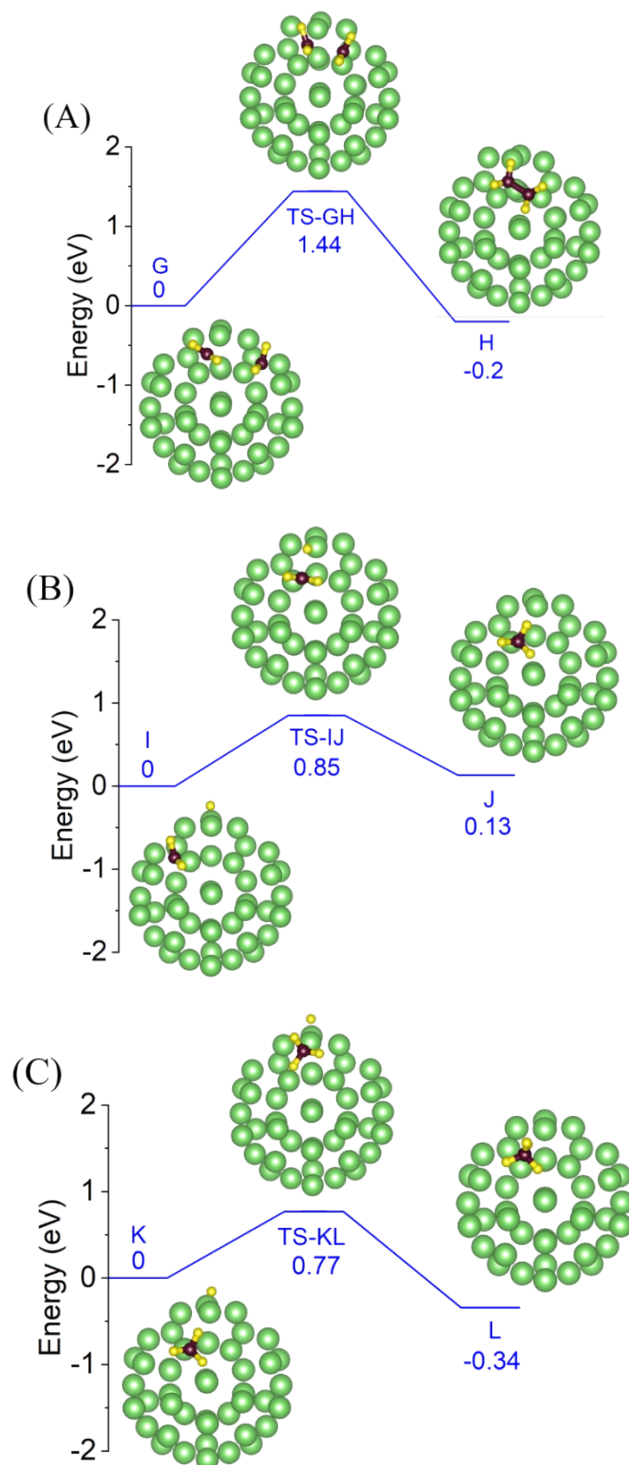 (A)
2
1
0
-1
-2
Energy (eV)
G
0
TS-GH
1.44
H
-0.2
(B)
2
1
0
-1
-2
Energy (eV)
I
0
TS-IJ
0.85
J
0.13
(C)
2
1
0
-1
-2
Energy (eV)
K
0
TS-KL
0.77
L
-0.34